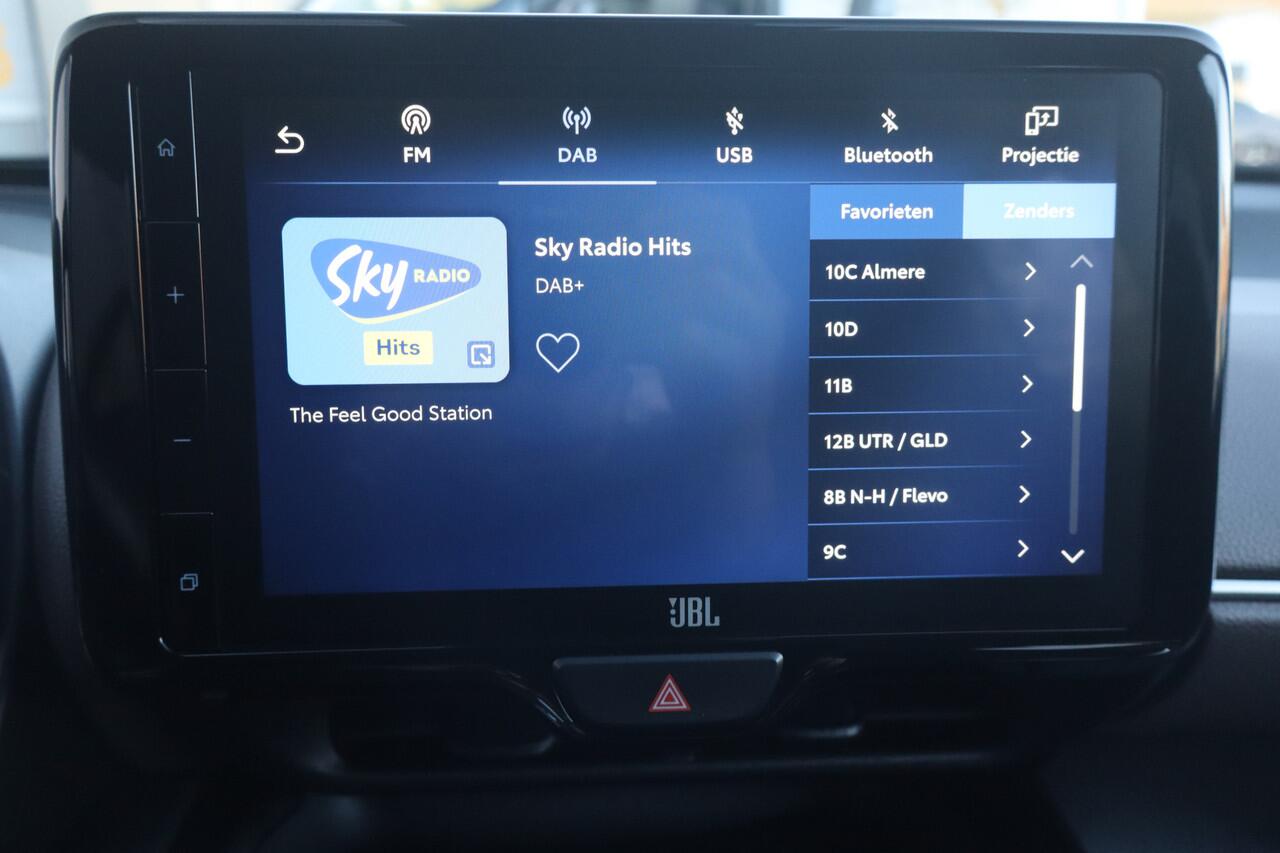 FM
DAB
USB
Bluetooth
Projectie
Sky RADIO
Hits
The Feel Good Station
Sky Radio Hits
DAB+
Favorieten
Zenders
10C Almere
10D
11B
12B UTR / GLD
8B N-H / Flevo
9C
JBL